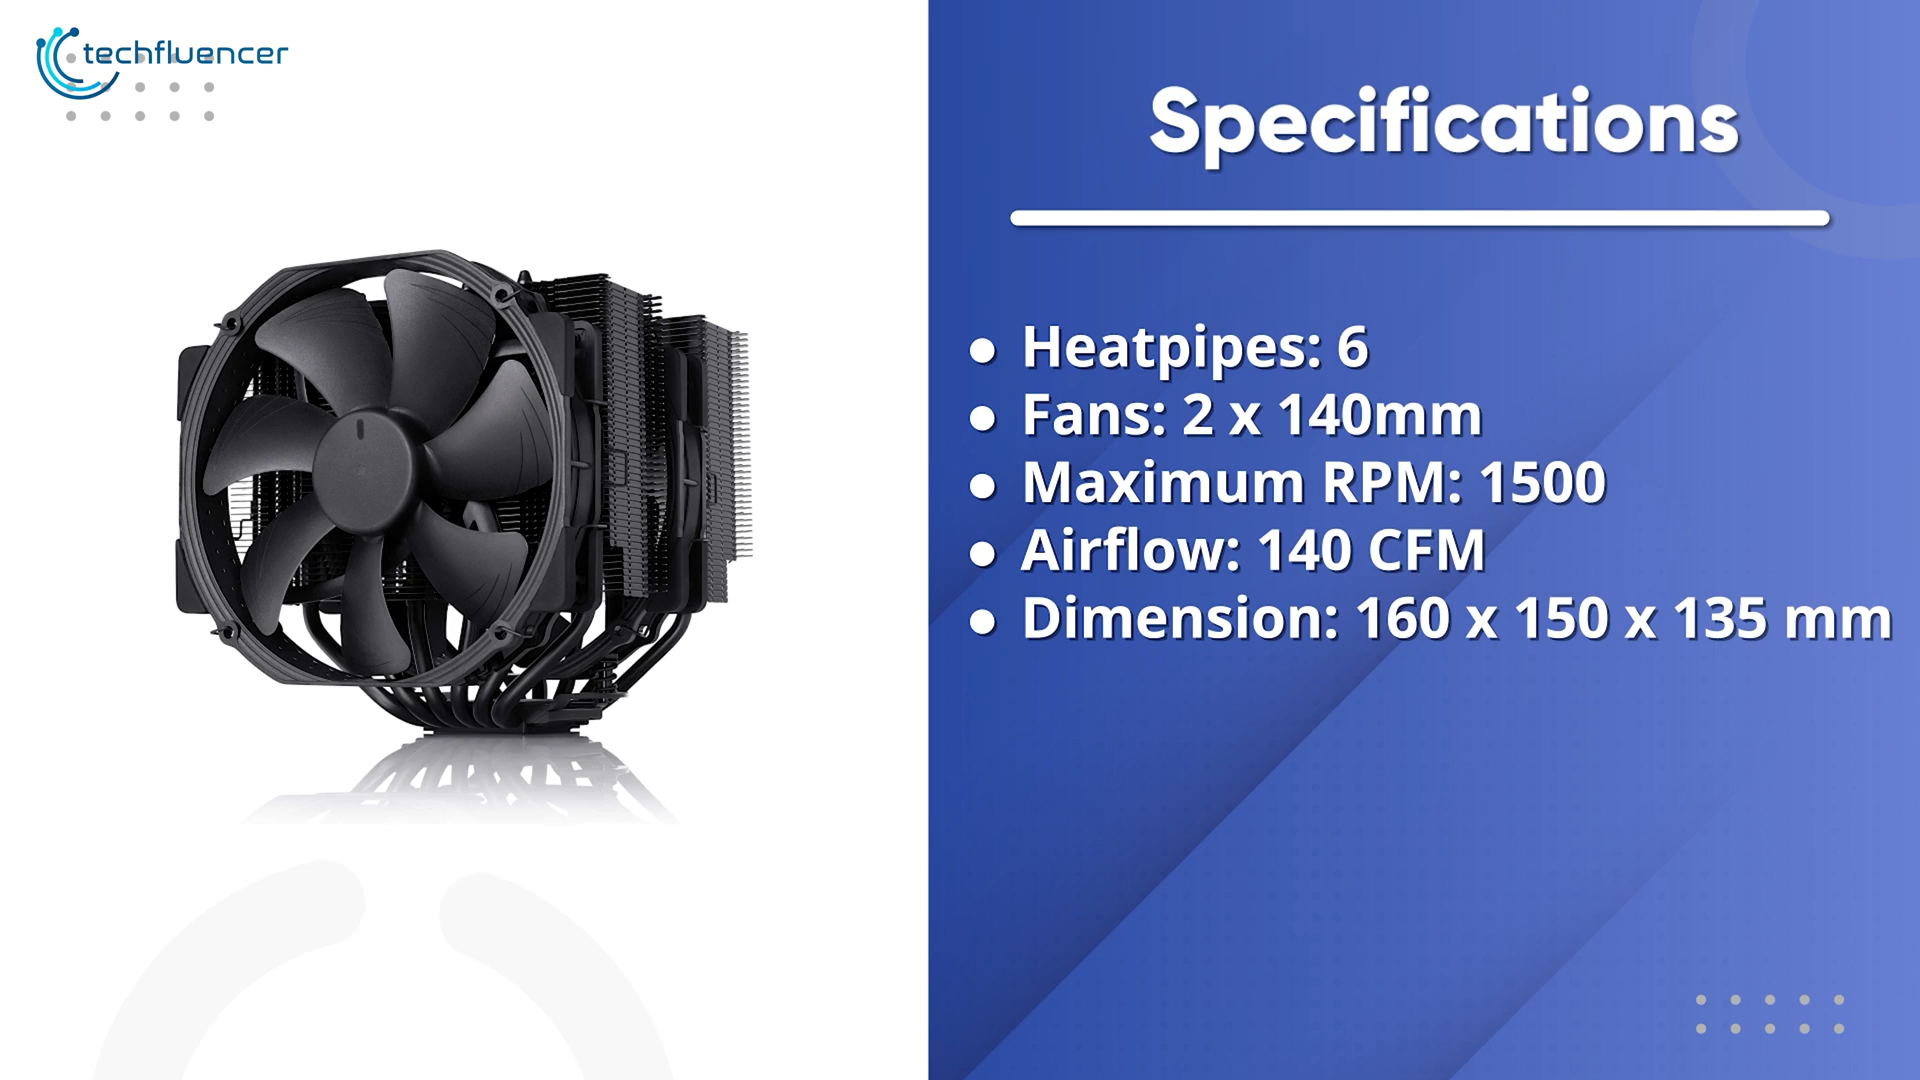 techfluencer
Specifications
● Heatpipes: 6
● Fans: 2 x 140mm
● Maximum RPM: 1500
● Airflow: 140 CFM
● Dimension: 160 x 150 x 135 mm